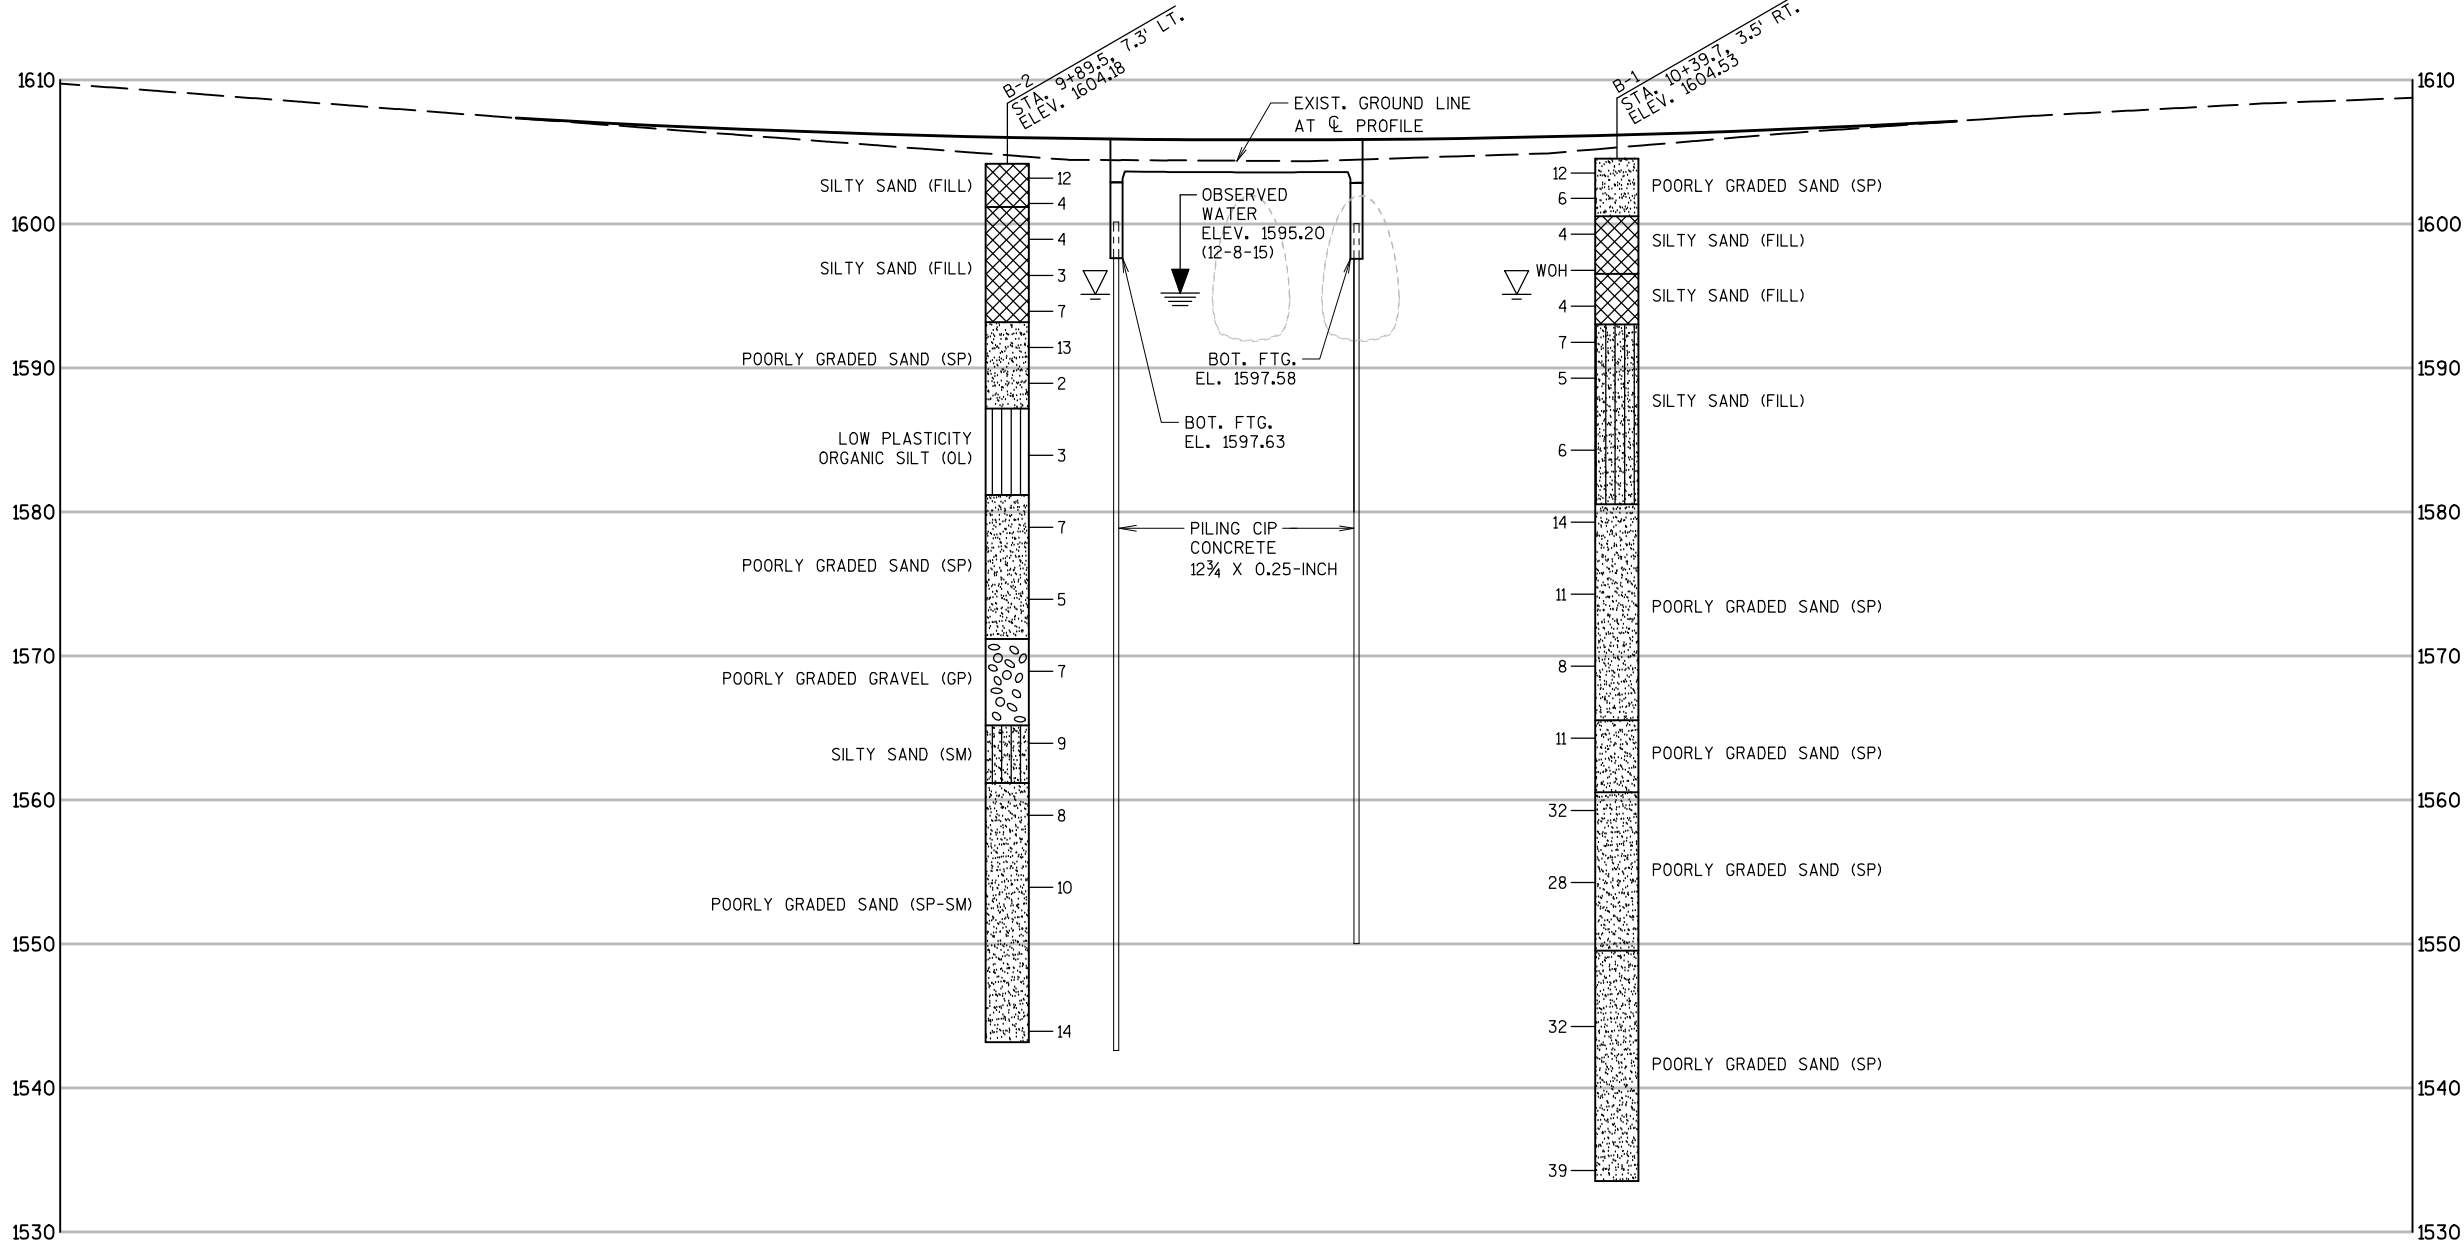 B-2
STA. 9+89.5, 7.3' LT.
ELEV. 1604.18
B-1
STA. 10+39.7, 3.5' RT.
ELEV. 1604.53
1610
1600
1590
1580
1570
1560
1550
1540
1530
SILTY SAND (FILL)
SILTY SAND (FILL)
POORLY GRADED SAND (SP)
LOW PLASTICITY
ORGANIC SILT (OL)
POORLY GRADED SAND (SP)
POORLY GRADED GRAVEL (GP)
SILTY SAND (SM)
POORLY GRADED SAND (SP-SM)
12
4
4
3
7
13
2
3
7
5
7
9
8
10
14
EXIST. GROUND LINE
AT ℄ PROFILE
OBSERVED
WATER
ELEV. 1595.20
(12-8-15)
BOT. FTG.
EL. 1597.58
BOT. FTG.
EL. 1597.63
PILING CIP
CONCRETE
12¾ X 0.25-INCH
12
6
4
WOH
4
7
5
6
14
11
8
11
32
28
32
39
POORLY GRADED SAND (SP)
SILTY SAND (FILL)
SILTY SAND (FILL)
SILTY SAND (FILL)
POORLY GRADED SAND (SP)
POORLY GRADED SAND (SP)
POORLY GRADED SAND (SP)
POORLY GRADED SAND (SP)
1610
1600
1590
1580
1570
1560
1550
1540
1530